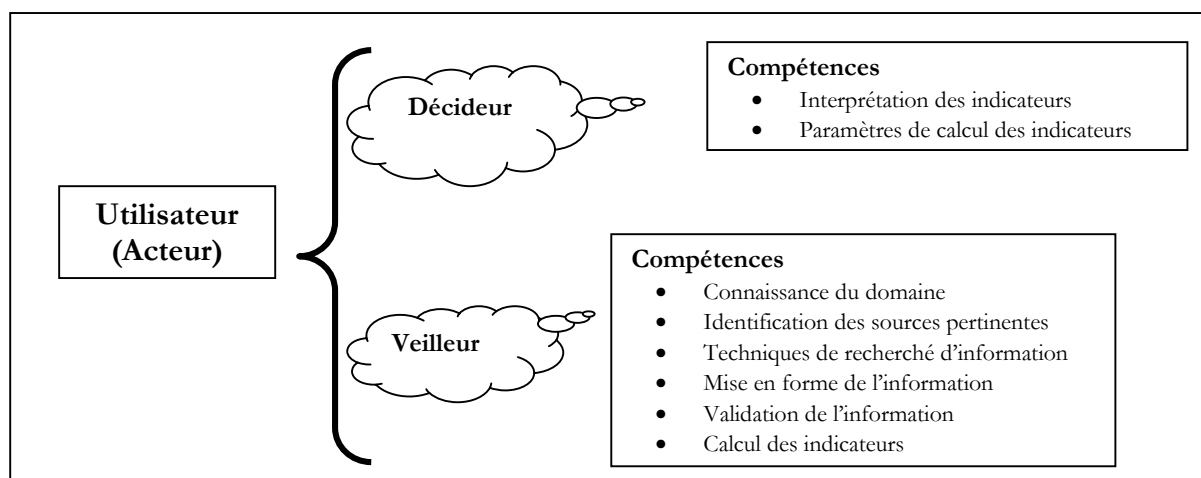 Utilisateur
(Acteur)
Décideur
Compétences
• Interprétation des indicateurs
• Paramètres de calcul des indicateurs
Veilleur
Compétences
• Connaissance du domaine
• Identification des sources pertinentes
• Techniques de recherché d'information
• Mise en forme de l'information
• Validation de l'information
• Calcul des indicateurs